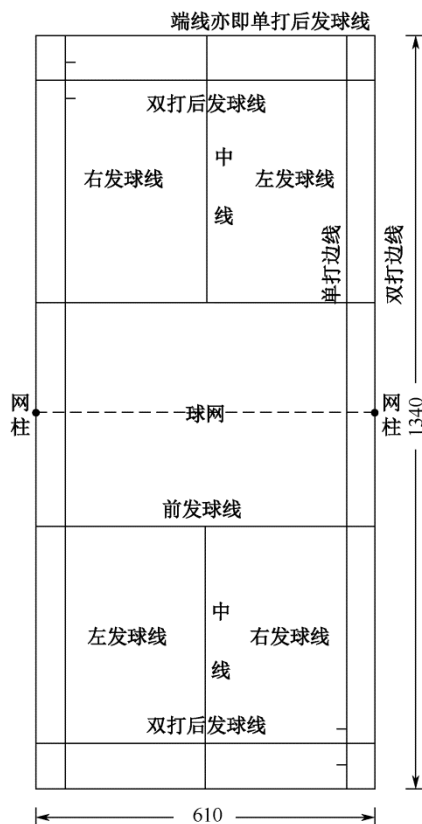 端线亦即单打后发球线
双打后发球线
右发球线
中线
左发球线
单打边线
双打边线
网柱
球网
网柱
1340
前发球线
左发球线
中线
右发球线
双打后发球线
610